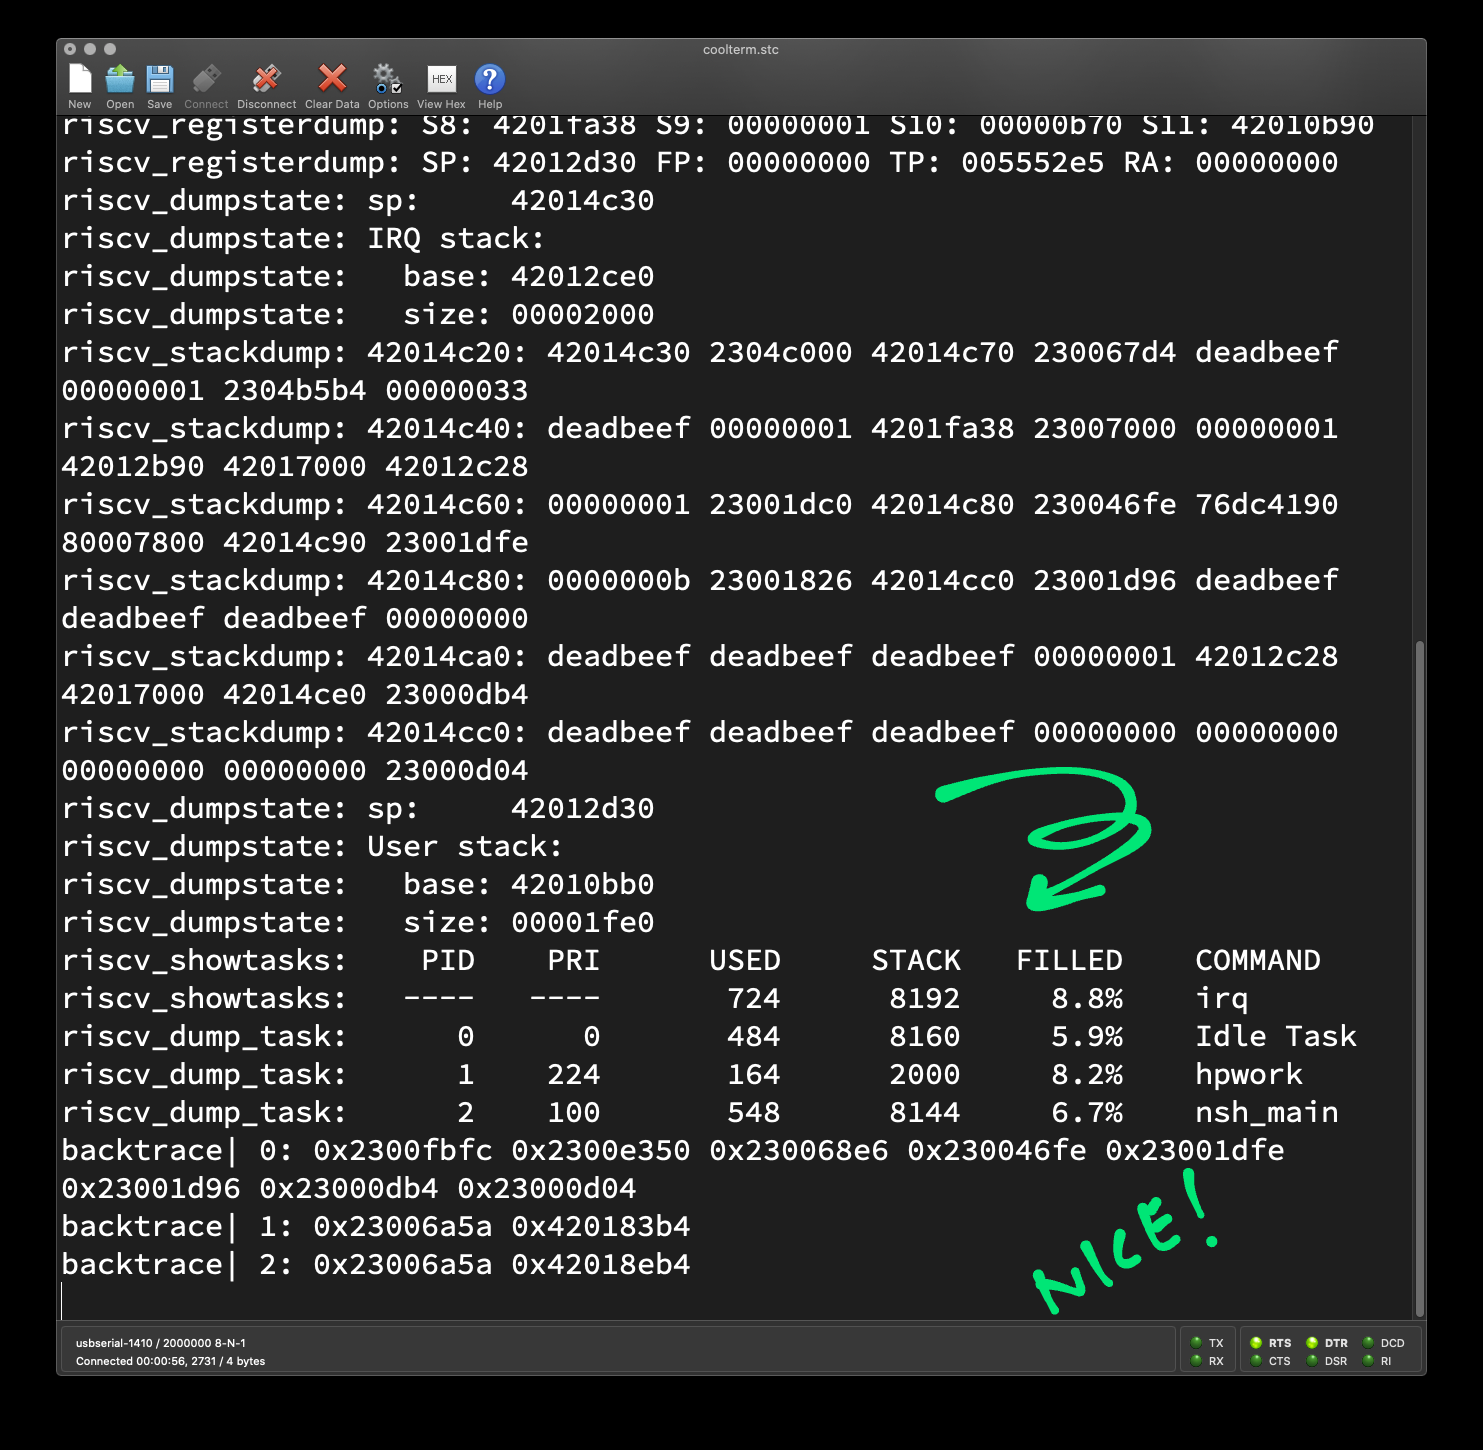 coolterm.stc
New Open Save Connect Disconnect Clear Data Options HEX View Hex ? Help
riscv_registerdump: S8: 4201fa38 S9: 00000001 S10: 00000b70 S11: 42010b90
riscv_registerdump: SP: 42012d30 FP: 00000000 TP: 005552e5 RA: 00000000
riscv_dumpstate: sp:     42014c30
riscv_dumpstate: IRQ stack:
riscv_dumpstate:   base: 42012ce0
riscv_dumpstate:   size: 00002000
riscv_stackdump: 42014c20: 42014c30 2304c000 42014c70 230067d4 deadbeef
00000001 2304b5b4 00000033
riscv_stackdump: 42014c40: deadbeef 00000001 4201fa38 23007000 00000001
42012b90 42017000 42012c28
riscv_stackdump: 42014c60: 00000001 23001dc0 42014c80 230046fe 76dc4190
80007800 42014c90 23001dfe
riscv_stackdump: 42014c80: 0000000b 23001826 42014cc0 23001d96 deadbeef
deadbeef deadbeef 00000000
riscv_stackdump: 42014ca0: deadbeef deadbeef deadbeef 00000001 42012c28
42017000 42014ce0 23000db4
riscv_stackdump: 42014cc0: deadbeef deadbeef deadbeef 00000000 00000000
00000000 00000000 23000d04
riscv_dumpstate: sp:     42012d30
riscv_dumpstate: User stack:
riscv_dumpstate:   base: 42010bb0
riscv_dumpstate:   size: 00001fe0
riscv_showtasks:    PID    PRI      USED     STACK   FILLED    COMMAND
riscv_showtasks:   ----   ----       724      8192     8.8%    irq
riscv_dump_task:      0      0       484      8160     5.9%    Idle Task
riscv_dump_task:      1    224       164      2000     8.2%    hpwork
riscv_dump_task:      2    100       548      8144     6.7%    nsh_main
backtrace| 0: 0x2300fbfc 0x2300e350 0x230068e6 0x230046fe 0x23001dfe
0x23001d96 0x23000db4 0x23000d04
backtrace| 1: 0x23006a5a 0x420183b4
backtrace| 2: 0x23006a5a 0x42018eb4
NICE!
usbserial-1410 / 2000000 8-N-1
Connected 00:00:56, 2731 / 4 bytes
TX RTS DTR DCD
RX CTS DSR RI